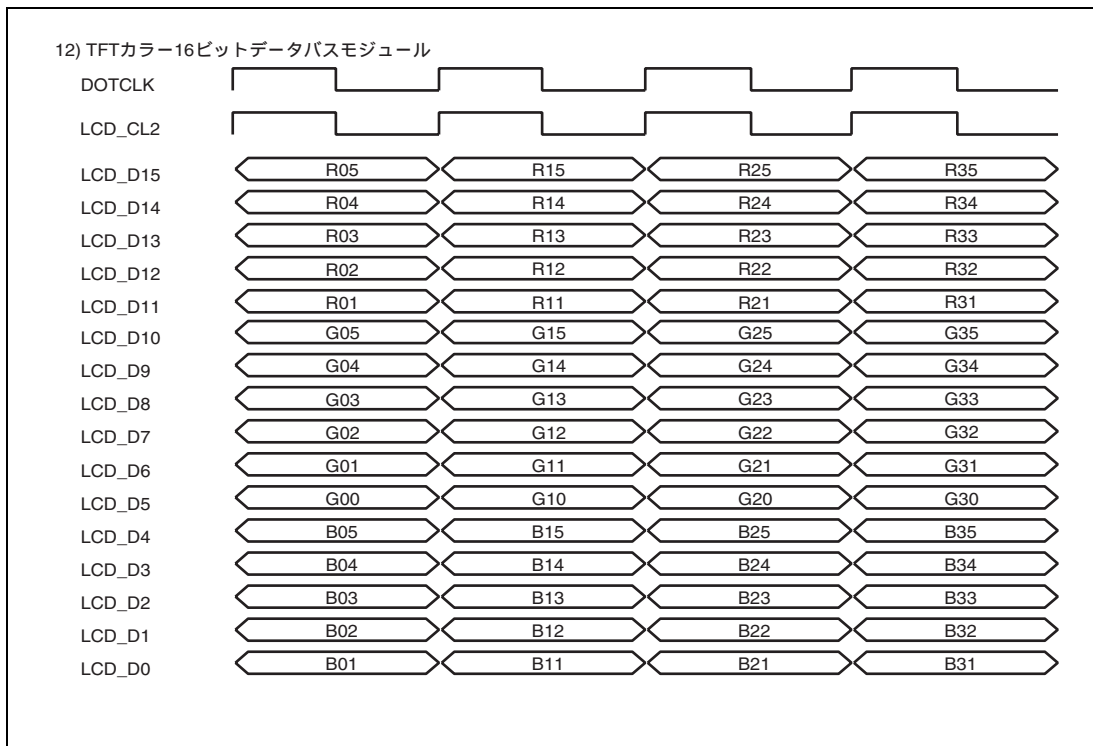 12) TFTカラー16ビットデータバスモジュール
DOTCLK
LCD_CL2
LCD_D15 R05 R15 R25 R35
LCD_D14 R04 R14 R24 R34
LCD_D13 R03 R13 R23 R33
LCD_D12 R02 R12 R22 R32
LCD_D11 R01 R11 R21 R31
LCD_D10 G05 G15 G25 G35
LCD_D9 G04 G14 G24 G34
LCD_D8 G03 G13 G23 G33
LCD_D7 G02 G12 G22 G32
LCD_D6 G01 G11 G21 G31
LCD_D5 G00 G10 G20 G30
LCD_D4 B05 B15 B25 B35
LCD_D3 B04 B14 B24 B34
LCD_D2 B03 B13 B23 B33
LCD_D1 B02 B12 B22 B32
LCD_D0 B01 B11 B21 B31